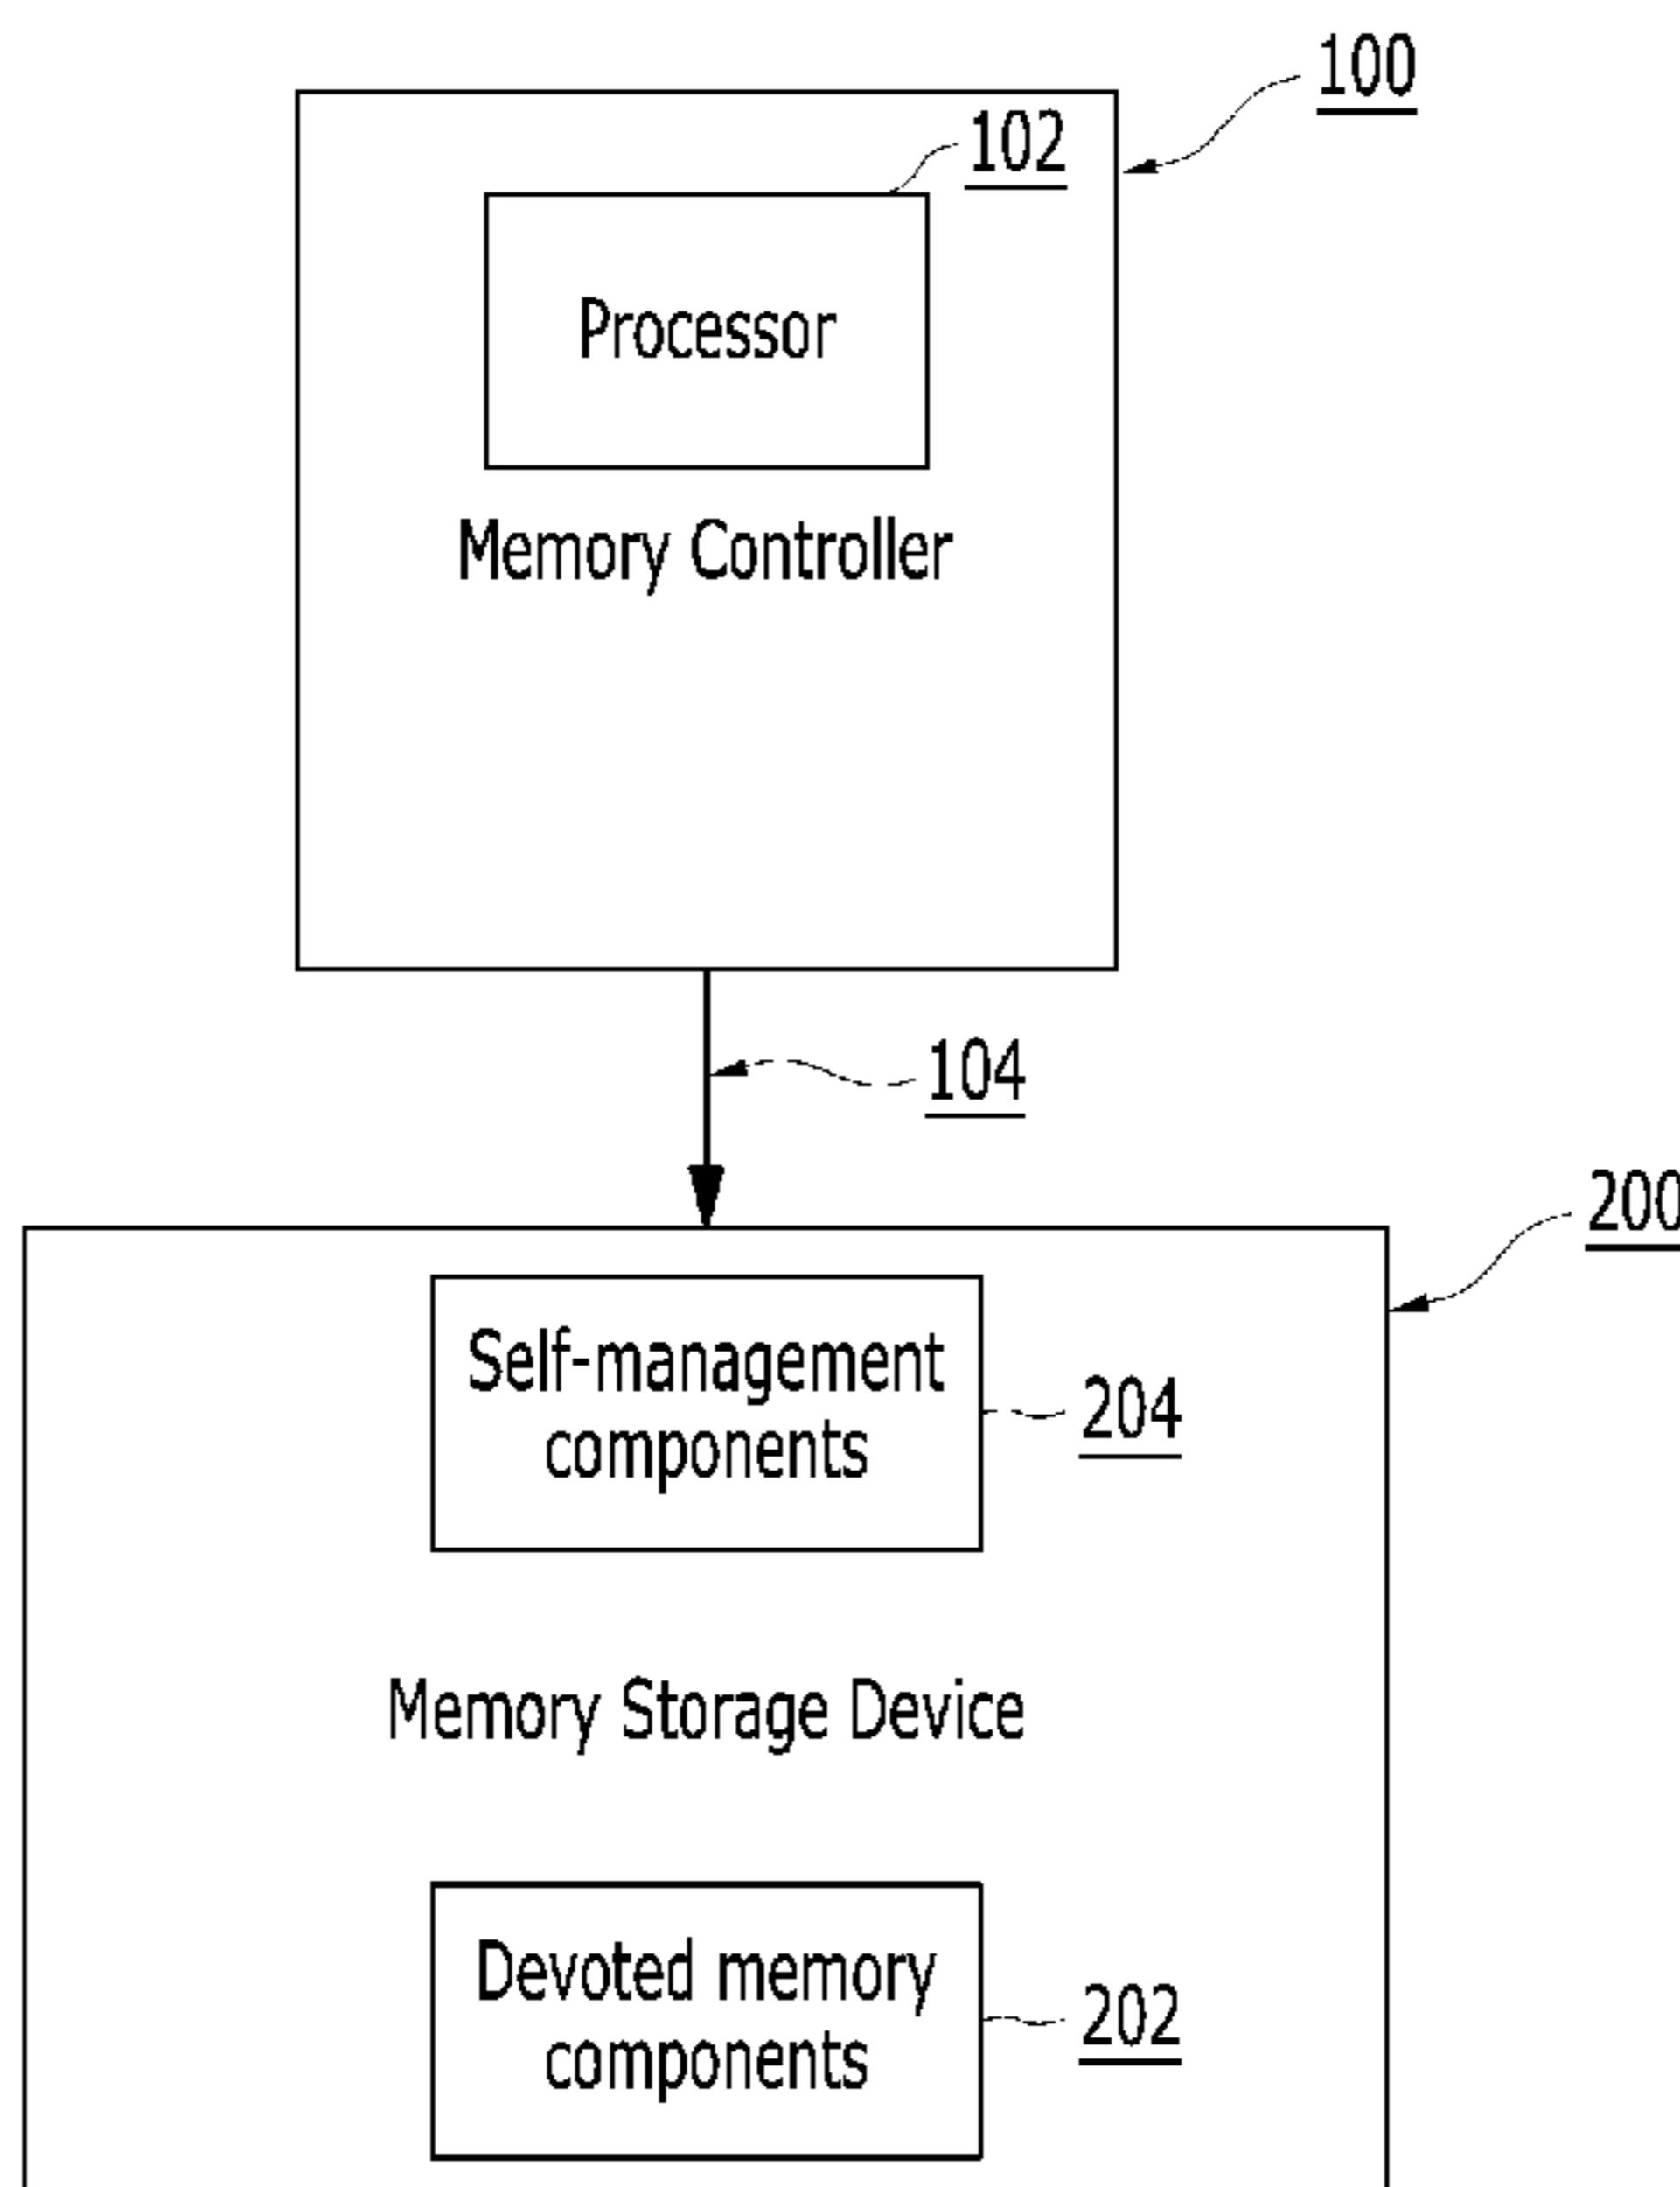 100
102
Processor
Memory Controller
104
200
Self-management
components
204
Memory Storage Device
Devoted memory
components
202